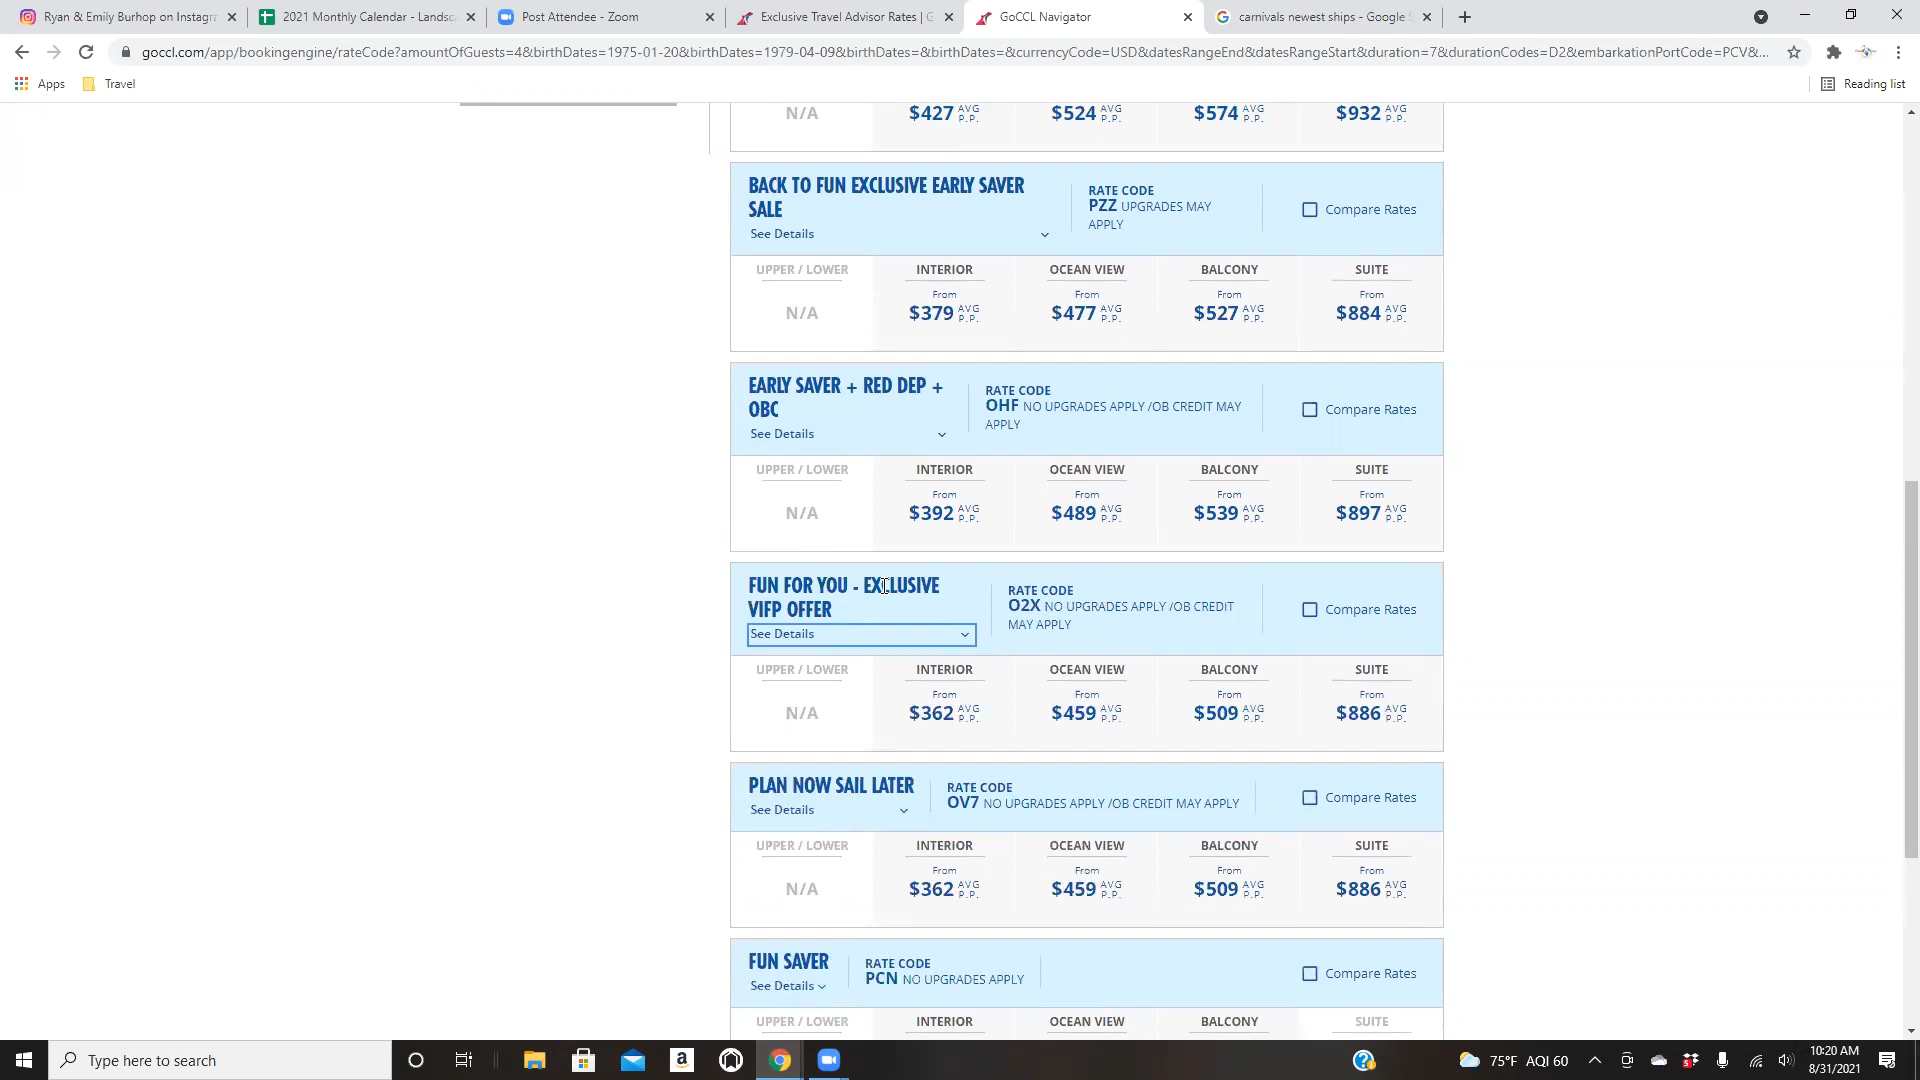 Ryan & Emily Burhop on Instagr
2021 Monthly Calendar - Landsc
Post Attendee - Zoom
Exclusive Travel Advisor Rates | G
GoCCL Navigator
carnivals newest ships - Google S
goccl.com/app/bookingengine/rateCode?amountOfGuests=4&birthDates=1975-01-20&birthDates=1979-04-09&birthDates=&birthDates=&currencyCode=USD&datesRangeEnd&datesRangeStart&duration=7&durationCodes=D2&embarkationPortCode=PCV&...
Apps
Travel
Reading list
N/A
$427 AVG P.P.
$524 AVG P.P.
$574 AVG P.P.
$932 AVG P.P.
BACK TO FUN EXCLUSIVE EARLY SAVER
SALE
See Details
RATE CODE
PZZ UPGRADES MAY
APPLY
Compare Rates
UPPER / LOWER INTERIOR OCEAN VIEW BALCONY SUITE
From From From From
N/A $379 AVG P.P. $477 AVG P.P. $527 AVG P.P. $884 AVG P.P.
EARLY SAVER + RED DEP +
OBC
See Details
RATE CODE
OHF NO UPGRADES APPLY /OB CREDIT MAY
APPLY
Compare Rates
UPPER / LOWER INTERIOR OCEAN VIEW BALCONY SUITE
From From From From
N/A $392 AVG P.P. $489 AVG P.P. $539 AVG P.P. $897 AVG P.P.
FUN FOR YOU - EXCLUSIVE
VIFP OFFER
See Details
RATE CODE
O2X NO UPGRADES APPLY /OB CREDIT
MAY APPLY
Compare Rates
UPPER / LOWER INTERIOR OCEAN VIEW BALCONY SUITE
From From From From
N/A $362 AVG P.P. $459 AVG P.P. $509 AVG P.P. $886 AVG P.P.
PLAN NOW SAIL LATER
See Details
RATE CODE
OV7 NO UPGRADES APPLY /OB CREDIT MAY APPLY
Compare Rates
UPPER / LOWER INTERIOR OCEAN VIEW BALCONY SUITE
From From From From
N/A $362 AVG P.P. $459 AVG P.P. $509 AVG P.P. $886 AVG P.P.
FUN SAVER
See Details
RATE CODE
PCN NO UPGRADES APPLY
Compare Rates
UPPER / LOWER INTERIOR OCEAN VIEW BALCONY SUITE
Type here to search
75°F AQI 60
10:20 AM
8/31/2021